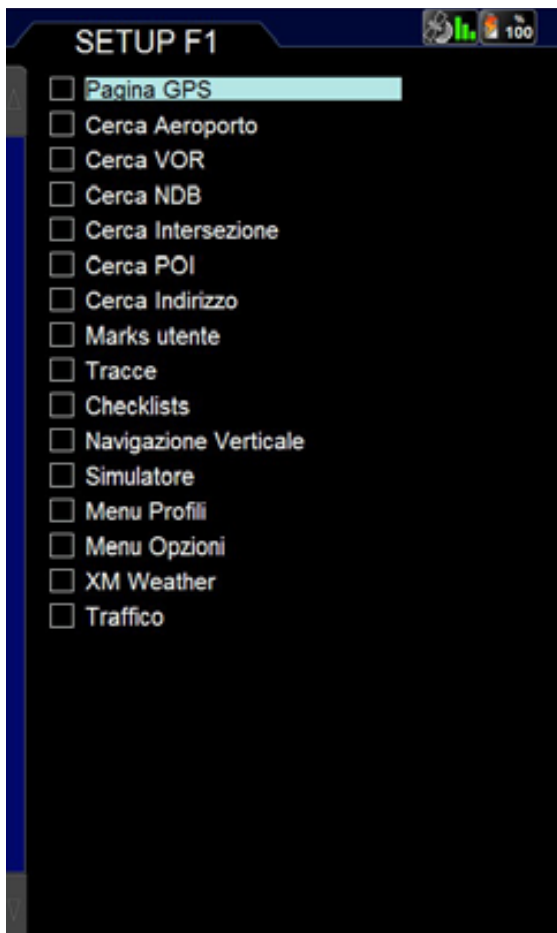 SETUP F1
%
100
Pagina GPS
Cerca Aeroporto
Cerca VOR
Cerca NDB
Cerca Intersezione
Cerca POI
Cerca Indirizzo
Marks utente
Tracce
Checklists
Navigazione Verticale
Simulatore
Menu Profili
Menu Opzioni
XM Weather
Traffico